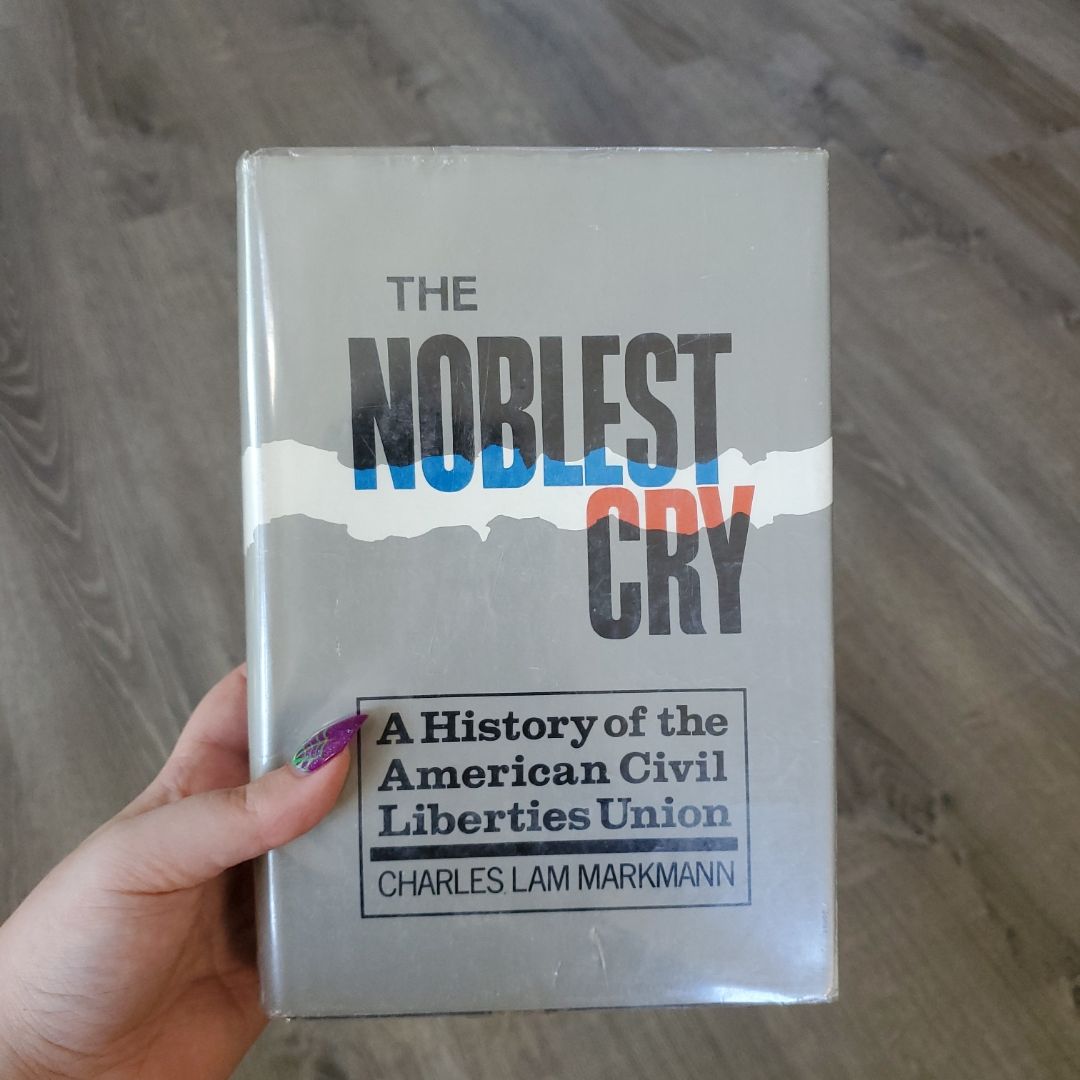 THE
NOBLEST
CRY
A History of the
American Civil
Liberties Union
CHARLES LAM MARKMANN